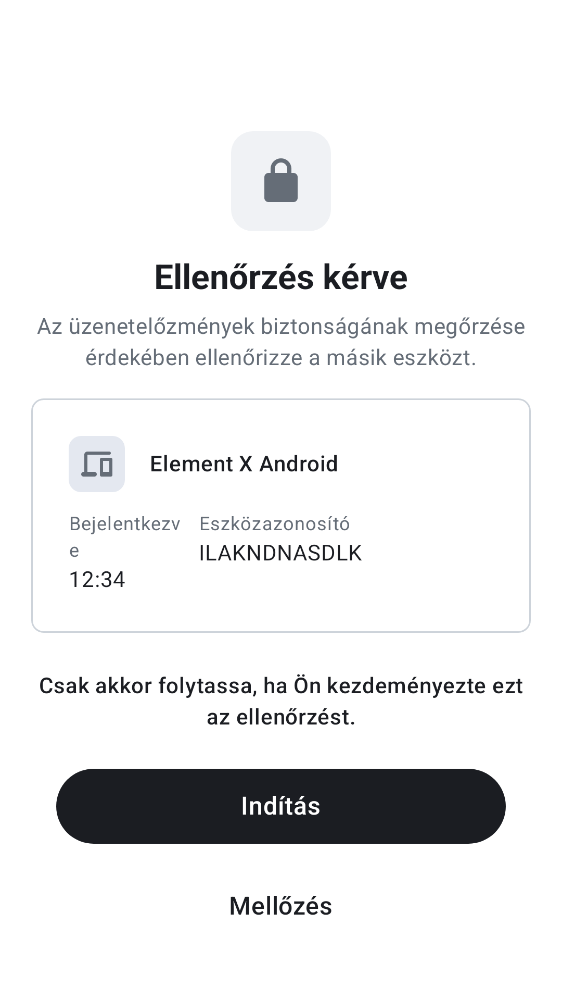 Ellenőrzés kérve
Az üzenetelőzmények biztonságának megőrzése
érdekében ellenőrizze a másik eszközt.
Element X Android
Bejelentkezv
e
12:34
Eszközazonosító
ILAKNDNASDLK
Csak akkor folytassa, ha Ön kezdeményezte ezt
az ellenőrzést.
Indítás
Mellőzés